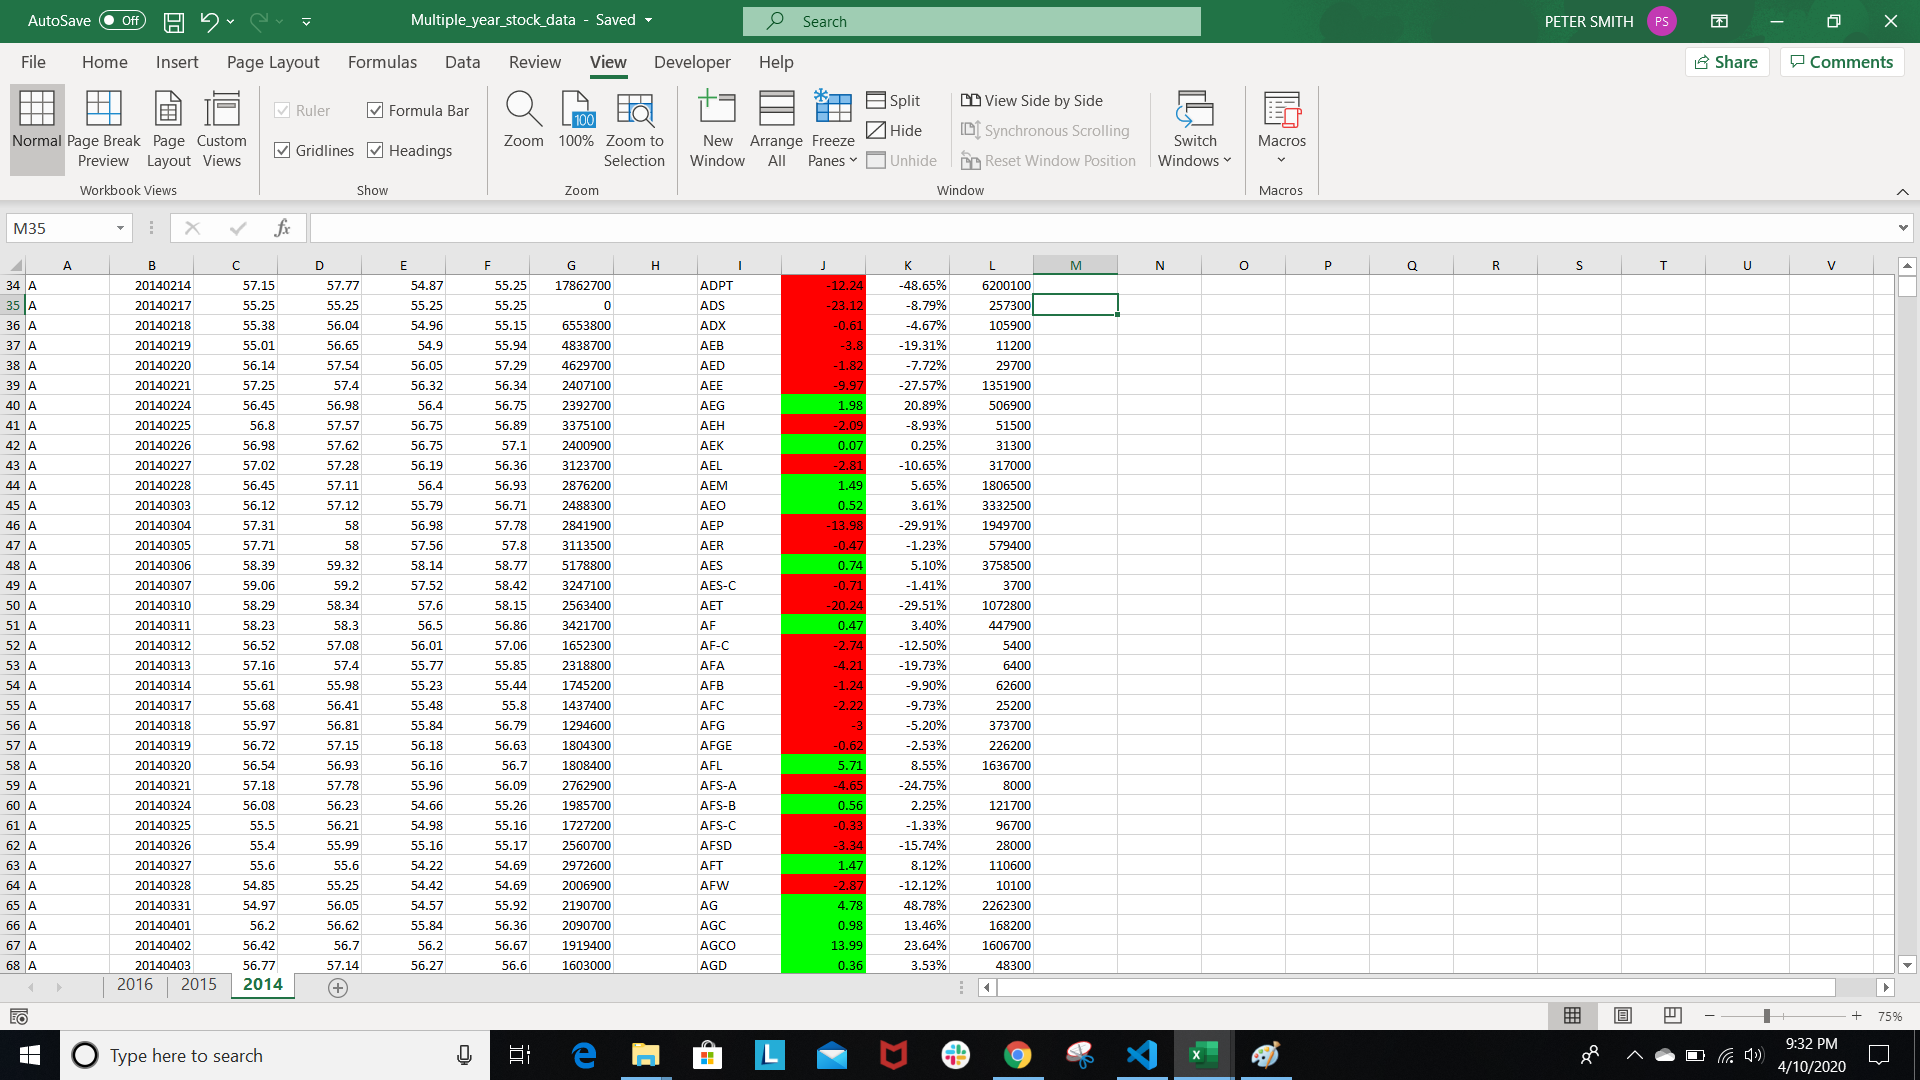 AutoSave Off Multiple_year_stock_data - Saved Search PETER SMITH PS
File Home Insert Page Layout Formulas Data Review View Developer Help Share Comments
Normal Page Break Preview Page Layout Custom Views
Workbook Views
Ruler Formula Bar
Gridlines Headings
Show
Zoom 100 100% Zoom to Selection
Zoom
New Window Arrange All Freeze Panes
Split
Hide
Unhide
View Side by Side
Synchronous Scrolling
Reset Window Position
Switch Windows
Window
Macros
Macros
M35 fx
A B C D E F G H I J K L M N O P Q R S T U V
34 A 20140214 57.15 57.77 54.87 55.25 17862700 ADPT -12.24 -48.65% 6200100
35 A 20140217 55.25 55.25 55.25 55.25 0 ADS -23.12 -8.79% 257300
36 A 20140218 55.38 56.04 54.96 55.15 6553800 ADX -0.61 -4.67% 105900
37 A 20140219 55.01 56.65 54.9 55.94 4838700 AEB -3.8 -19.31% 11200
38 A 20140220 56.14 57.54 56.05 57.29 4629700 AED -1.82 -7.72% 29700
39 A 20140221 57.25 57.4 56.32 56.34 2407100 AEE -9.97 -27.57% 1351900
40 A 20140224 56.45 56.98 56.4 56.75 2392700 AEG 1.98 20.89% 506900
41 A 20140225 56.8 57.57 56.75 56.89 3375100 AEH -2.09 -8.93% 51500
42 A 20140226 56.98 57.62 56.75 57.1 2400900 AEK 0.07 0.25% 31300
43 A 20140227 57.02 57.28 56.19 56.36 3123700 AEL -2.81 -10.65% 317000
44 A 20140228 56.45 57.11 56.4 56.93 2876200 AEM 1.49 5.65% 1806500
45 A 20140303 56.12 57.12 55.79 56.71 2488300 AEO 0.52 3.61% 3332500
46 A 20140304 57.31 58 56.98 57.78 2841900 AEP -13.98 -29.91% 1949700
47 A 20140305 57.71 58 57.56 57.8 3113500 AER -0.47 -1.23% 579400
48 A 20140306 58.39 59.32 58.14 58.77 5178800 AES 0.74 5.10% 3758500
49 A 20140307 59.06 59.2 57.52 58.42 3247100 AES-C -0.71 -1.41% 3700
50 A 20140310 58.29 58.34 57.6 58.15 2563400 AET -20.24 -29.51% 1072800
51 A 20140311 58.23 58.3 56.5 56.86 3421700 AF 0.47 3.40% 447900
52 A 20140312 56.52 57.08 56.01 57.06 1652300 AF-C -2.74 -12.50% 5400
53 A 20140313 57.16 57.4 55.77 55.85 2318800 AFA -4.21 -19.73% 6400
54 A 20140314 55.61 55.98 55.23 55.44 1745200 AFB -1.24 -9.90% 62600
55 A 20140317 55.68 56.41 55.48 55.8 1437400 AFC -2.22 -9.73% 25200
56 A 20140318 55.97 56.81 55.84 56.79 1294600 AFG -3 -5.20% 373700
57 A 20140319 56.72 57.15 56.18 56.63 1804300 AFGE -0.62 -2.53% 226200
58 A 20140320 56.54 56.93 56.16 56.7 1808400 AFL 5.71 8.55% 1636700
59 A 20140321 57.18 57.78 55.96 56.09 2762900 AFS-A -4.65 -24.75% 8000
60 A 20140324 56.08 56.23 54.66 55.26 1985700 AFS-B 0.56 2.25% 121700
61 A 20140325 55.5 56.21 54.98 55.16 1727200 AFS-C -0.33 -1.33% 96700
62 A 20140326 55.4 55.99 55.16 55.17 2560700 AFSD -3.34 -15.74% 28000
63 A 20140327 55.6 55.6 54.22 54.69 2972600 AFT 1.47 8.12% 110600
64 A 20140328 54.85 55.25 54.42 54.69 2006900 AFW -2.87 -12.12% 10100
65 A 20140331 54.97 56.05 54.57 55.92 2190700 AG 4.78 48.78% 2262300
66 A 20140401 56.2 56.62 55.84 56.36 2090700 AGC 0.98 13.46% 168200
67 A 20140402 56.42 56.7 56.2 56.67 1919400 AGCO 13.99 23.64% 1606700
68 A 20140403 56.77 57.14 56.27 56.6 1603000 AGD 0.36 3.53% 48300
2016 2015 2014
75%
Type here to search L 9:32 PM
4/10/2020